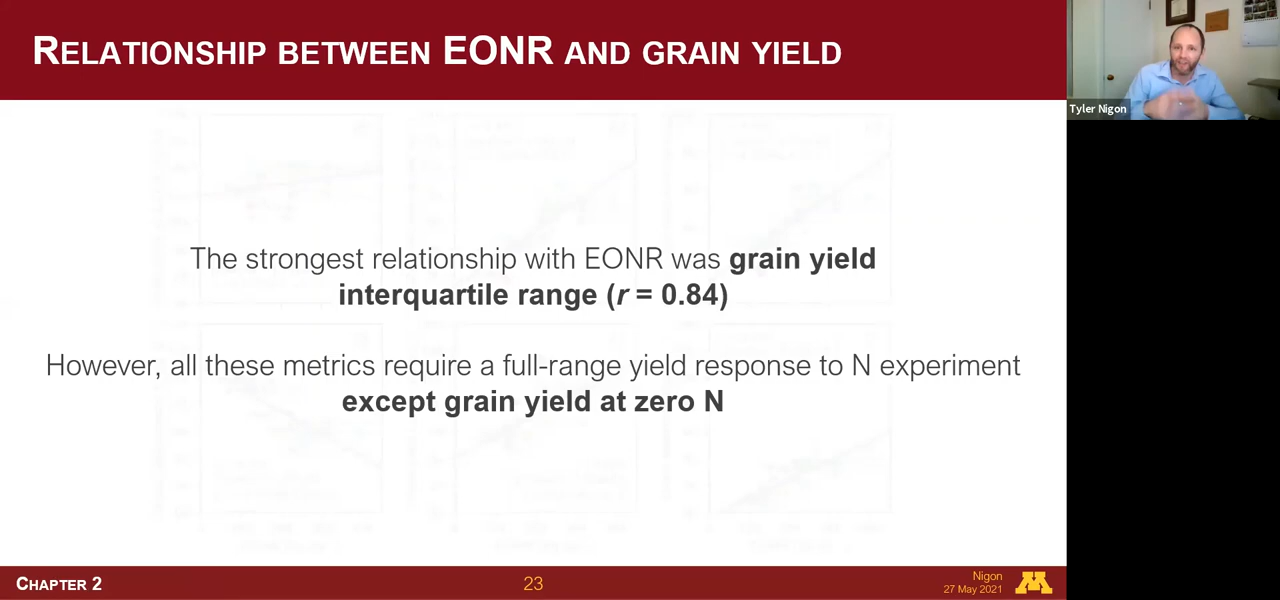 RELATIONSHIP BETWEEN EONR AND GRAIN YIELD
Tyler Nigon
The strongest relationship with EONR was grain yield
interquartile range (r = 0.84)
However, all these metrics require a full-range yield response to N experiment
except grain yield at zero N
CHAPTER 2
23
Nigon
27 May 2021